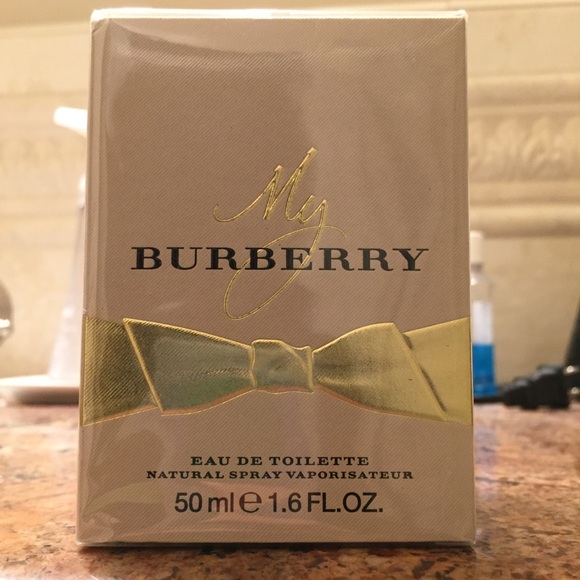 My
BURBERRY
EAU DE TOILETTE
NATURAL SPRAY VAPORISATEUR
50 ml ℮ 1.6 FL.OZ.